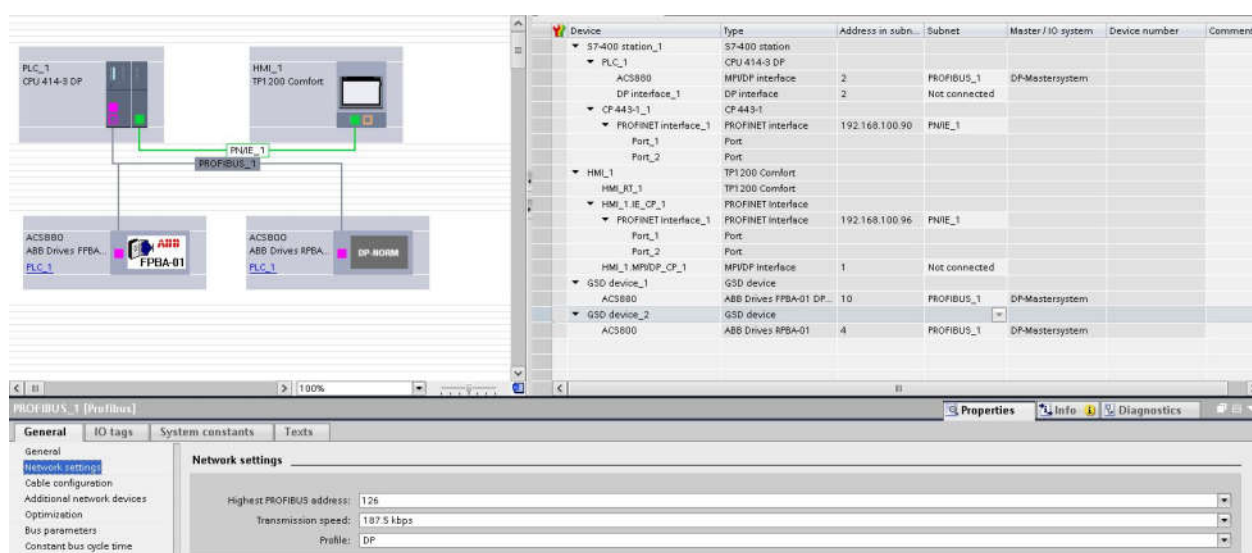 PLC_1
CPU 414-3 DP
HMI_1
TP1200 Comfort
PN/IE_1
PROFIBUS_1
ACS880
ABB Drives FPBA...
PLC_1
ABB
FPBA-01
ACS800
ABB Drives RPBA...
PLC_1
DP-NORM
100%
Device Type Address in subn... Subnet Master / IO system Device number Comment
S7-400 station_1 S7-400 station
PLC_1 CPU 414-3 DP
ACS880 MPI/DP interface 2 PROFIBUS_1 DP-Mastersystem
DP interface_1 DP interface 2 Not connected
CP 443-1_1 CP 443-1
PROFINET interface_1 PROFINET interface 192.168.100.90 PN/IE_1
Port_1 Port
Port_2 Port
HMI_1 TP1200 Comfort
HMI_RT_1 TP1200 Comfort
HMI_1.IE_CP_1 PROFINET interface
PROFINET Interface_1 PROFINET Interface 192.168.100.96 PN/IE_1
Port_1 Port
Port_2 Port
HMI_1.MPI/DP_CP_1 MPI/DP interface 1 Not connected
GSD device_1 GSD device
ACS880 ABB Drives FPBA-01 DP... 10 PROFIBUS_1 DP-Mastersystem
GSD device_2 GSD device
ACS800 ABB Drives RPBA-01 4 PROFIBUS_1 DP-Mastersystem
PROFIBUS_1 [Profibus]
Properties Info Diagnostics
General IO tags System constants Texts
General
Network settings
Cable configuration
Additional network devices
Optimization
Bus parameters
Constant bus cycle time
Network settings
Highest PROFIBUS address: 126
Transmission speed: 187.5 kbps
Profile: DP